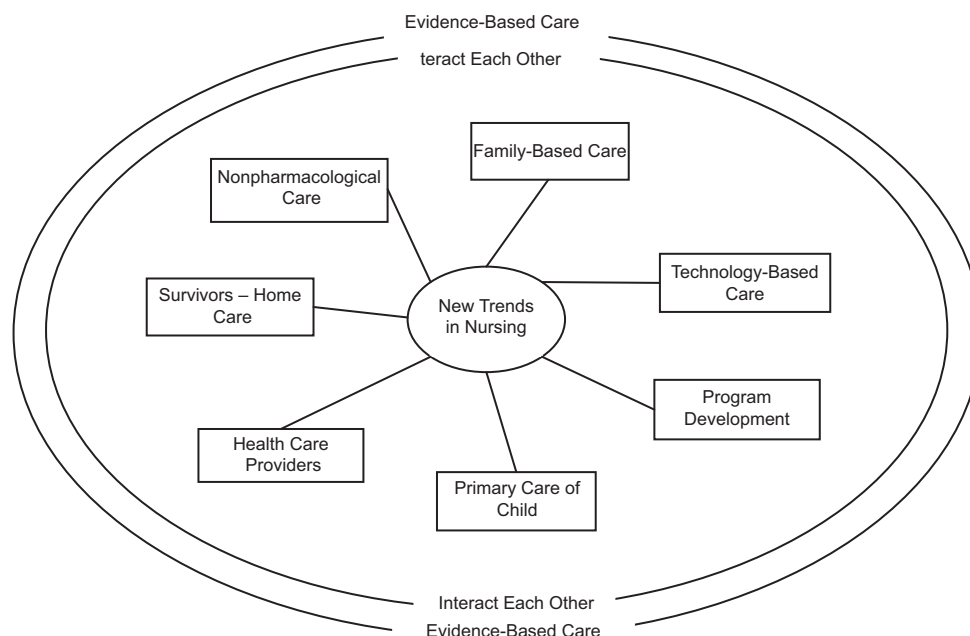 Evidence-Based Care
teract Each Other
Family-Based Care
Nonpharmacological
Care
Technology-Based
Care
Survivors – Home
Care
New Trends
in Nursing
Program
Development
Health Care
Providers
Primary Care of
Child
Interact Each Other
Evidence-Based Care